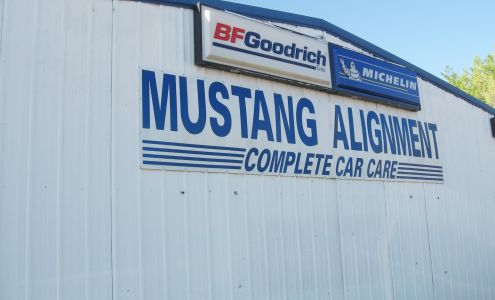 BFGoodrich
MICHELIN
MUSTANG ALIGNMENT
COMPLETE CAR CARE